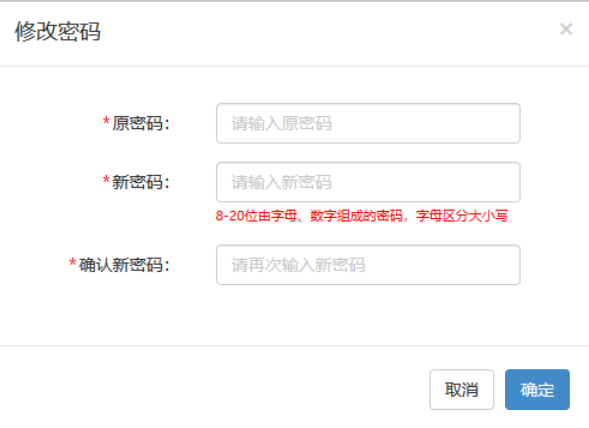 修改密码 ×
*原密码： 请输入原密码
*新密码： 请输入新密码
8-20位由字母、数字组成的密码，字母区分大小写
*确认新密码： 请再次输入新密码
取消 确定